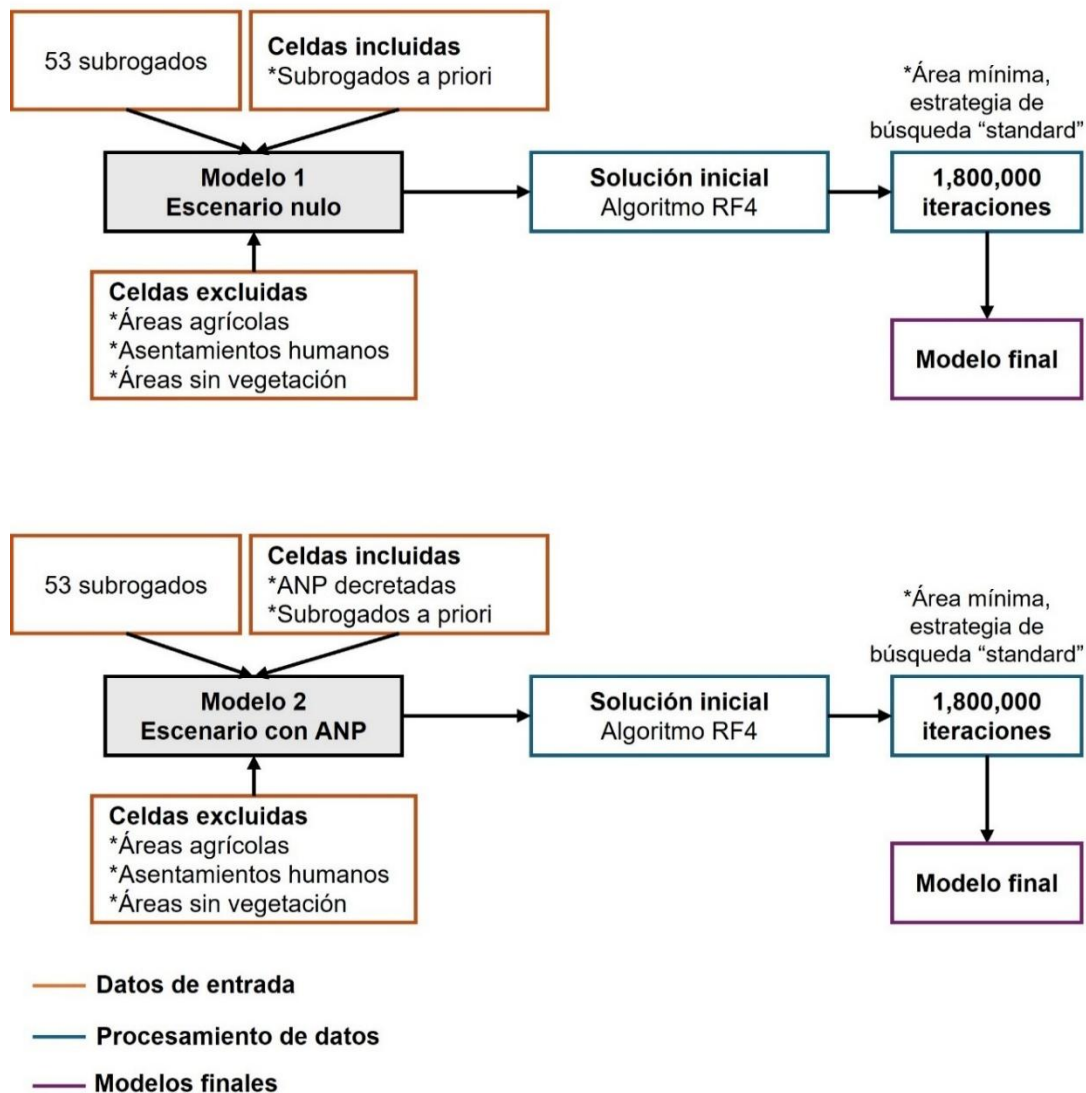 53 subrogados
Celdas incluidas
*Subrogados a priori
*Área mínima,
estrategia de
búsqueda “standard”
Modelo 1
Escenario nulo
Solución inicial
Algoritmo RF4
1,800,000
iteraciones
Celdas excluidas
*Áreas agrícolas
*Asentamientos humanos
*Áreas sin vegetación
Modelo final
53 subrogados
Celdas incluidas
*ANP decretadas
*Subrogados a priori
*Área mínima,
estrategia de
búsqueda “standard”
Modelo 2
Escenario con ANP
Solución inicial
Algoritmo RF4
1,800,000
iteraciones
Celdas excluidas
*Áreas agrícolas
*Asentamientos humanos
*Áreas sin vegetación
Modelo final
Datos de entrada
Procesamiento de datos
Modelos finales